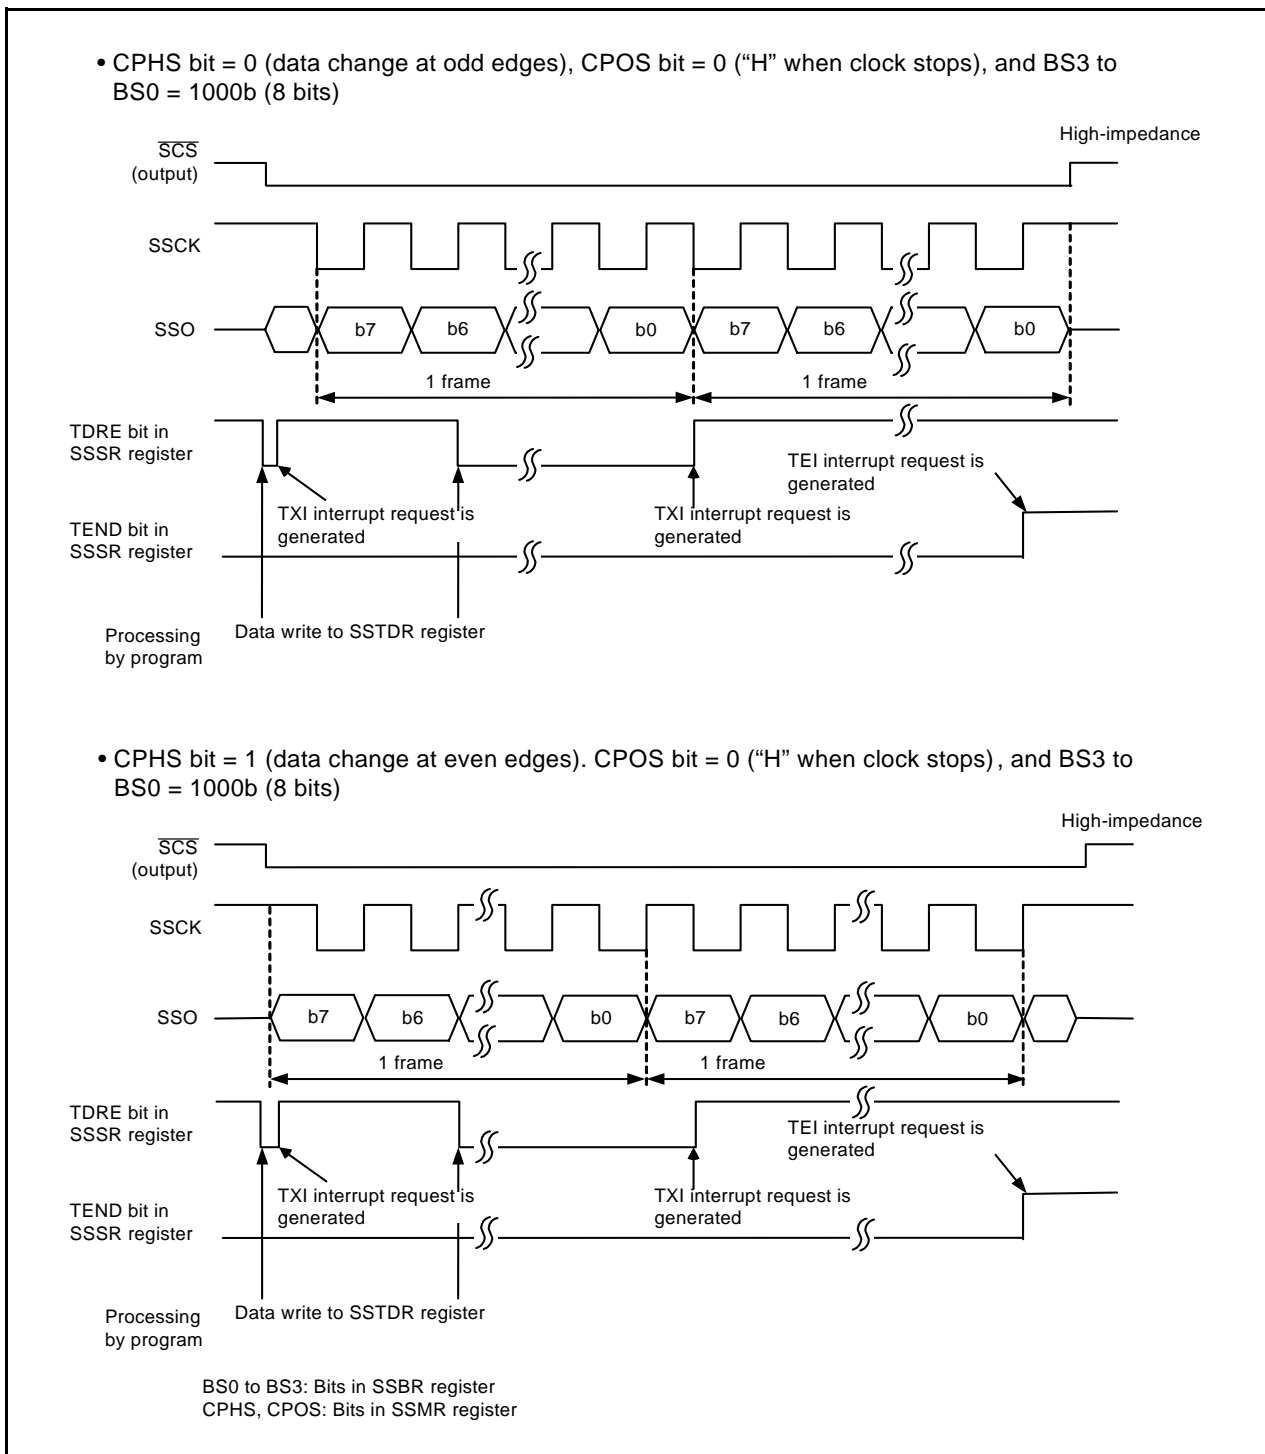 • CPHS bit = 0 (data change at odd edges), CPOS bit = 0 (“H” when clock stops), and BS3 to
BS0 = 1000b (8 bits)
High-impedance
SCS
(output)
SSCK
SSO
b7
b6
b0
b7
b6
b0
1 frame
1 frame
TDRE bit in
SSSR register
TEI interrupt request is
generated
TXI interrupt request is
generated
TXI interrupt request is
generated
TEND bit in
SSSR register
Processing
by program
Data write to SSTDR register
• CPHS bit = 1 (data change at even edges). CPOS bit = 0 (“H” when clock stops), and BS3 to
BS0 = 1000b (8 bits)
High-impedance
SCS
(output)
SSCK
SSO
b7
b6
b0
b7
b6
b0
1 frame
1 frame
TDRE bit in
SSSR register
TEI interrupt request is
generated
TXI interrupt request is
generated
TXI interrupt request is
generated
TEND bit in
SSSR register
Processing
by program
Data write to SSTDR register
BS0 to BS3: Bits in SSBR register
CPHS, CPOS: Bits in SSMR register